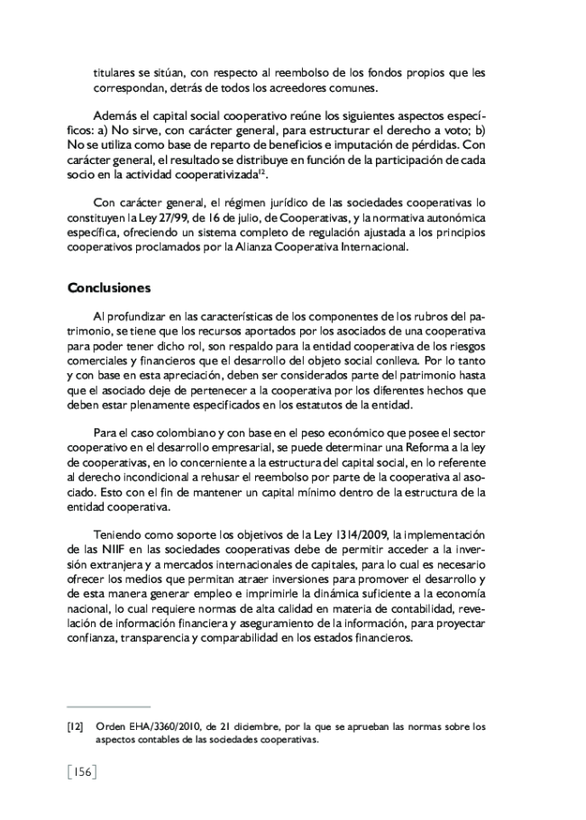 titulares se sitúan, con respecto al reembolso de los fondos propios que les
correspondan, detrás de todos los acreedores comunes.
Además el capital social cooperativo reúne los siguientes aspectos especí-
ficos: a) No sirve, con carácter general, para estructurar el derecho a voto; b)
No se utiliza como base de reparto de beneficios e imputación de pérdidas. Con
carácter general, el resultado se distribuye en función de la participación de cada
socio en la actividad cooperativizada¹².
Con carácter general, el régimen jurídico de las sociedades cooperativas lo
constituyen la Ley 27/99, de 16 de julio, de Cooperativas, y la normativa autonómica
específica, ofreciendo un sistema completo de regulación ajustada a los principios
cooperativos proclamados por la Alianza Cooperativa Internacional.
Conclusiones
Al profundizar en las características de los componentes de los rubros del pa-
trimonio, se tiene que los recursos aportados por los asociados de una cooperativa
para poder tener dicho rol, son respaldo para la entidad cooperativa de los riesgos
comerciales y financieros que el desarrollo del objeto social conlleva. Por lo tanto
y con base en esta apreciación, deben ser considerados parte del patrimonio hasta
que el asociado deje de pertenecer a la cooperativa por los diferentes hechos que
deben estar plenamente especificados en los estatutos de la entidad.
Para el caso colombiano y con base en el peso económico que posee el sector
cooperativo en el desarrollo empresarial, se puede determinar una Reforma a la ley
de cooperativas, en lo concerniente a la estructura del capital social, en lo referente
al derecho incondicional a rehusar el reembolso por parte de la cooperativa al aso-
ciado. Esto con el fin de mantener un capital mínimo dentro de la estructura de la
entidad cooperativa.
Teniendo como soporte los objetivos de la Ley 1314/2009, la implementación
de las NIIF en las sociedades cooperativas debe de permitir acceder a la inver-
sión extranjera y a mercados internacionales de capitales, para lo cual es necesario
ofrecer los medios que permitan atraer inversiones para promover el desarrollo y
de esta manera generar empleo e imprimirle la dinámica suficiente a la economía
nacional, lo cual requiere normas de alta calidad en materia de contabilidad, reve-
lación de información financiera y aseguramiento de la información, para proyectar
confianza, transparencia y comparabilidad en los estados financieros.
[12] Orden EHA/3360/2010, de 21 diciembre, por la que se aprueban las normas sobre los
aspectos contables de las sociedades cooperativas.
[156]